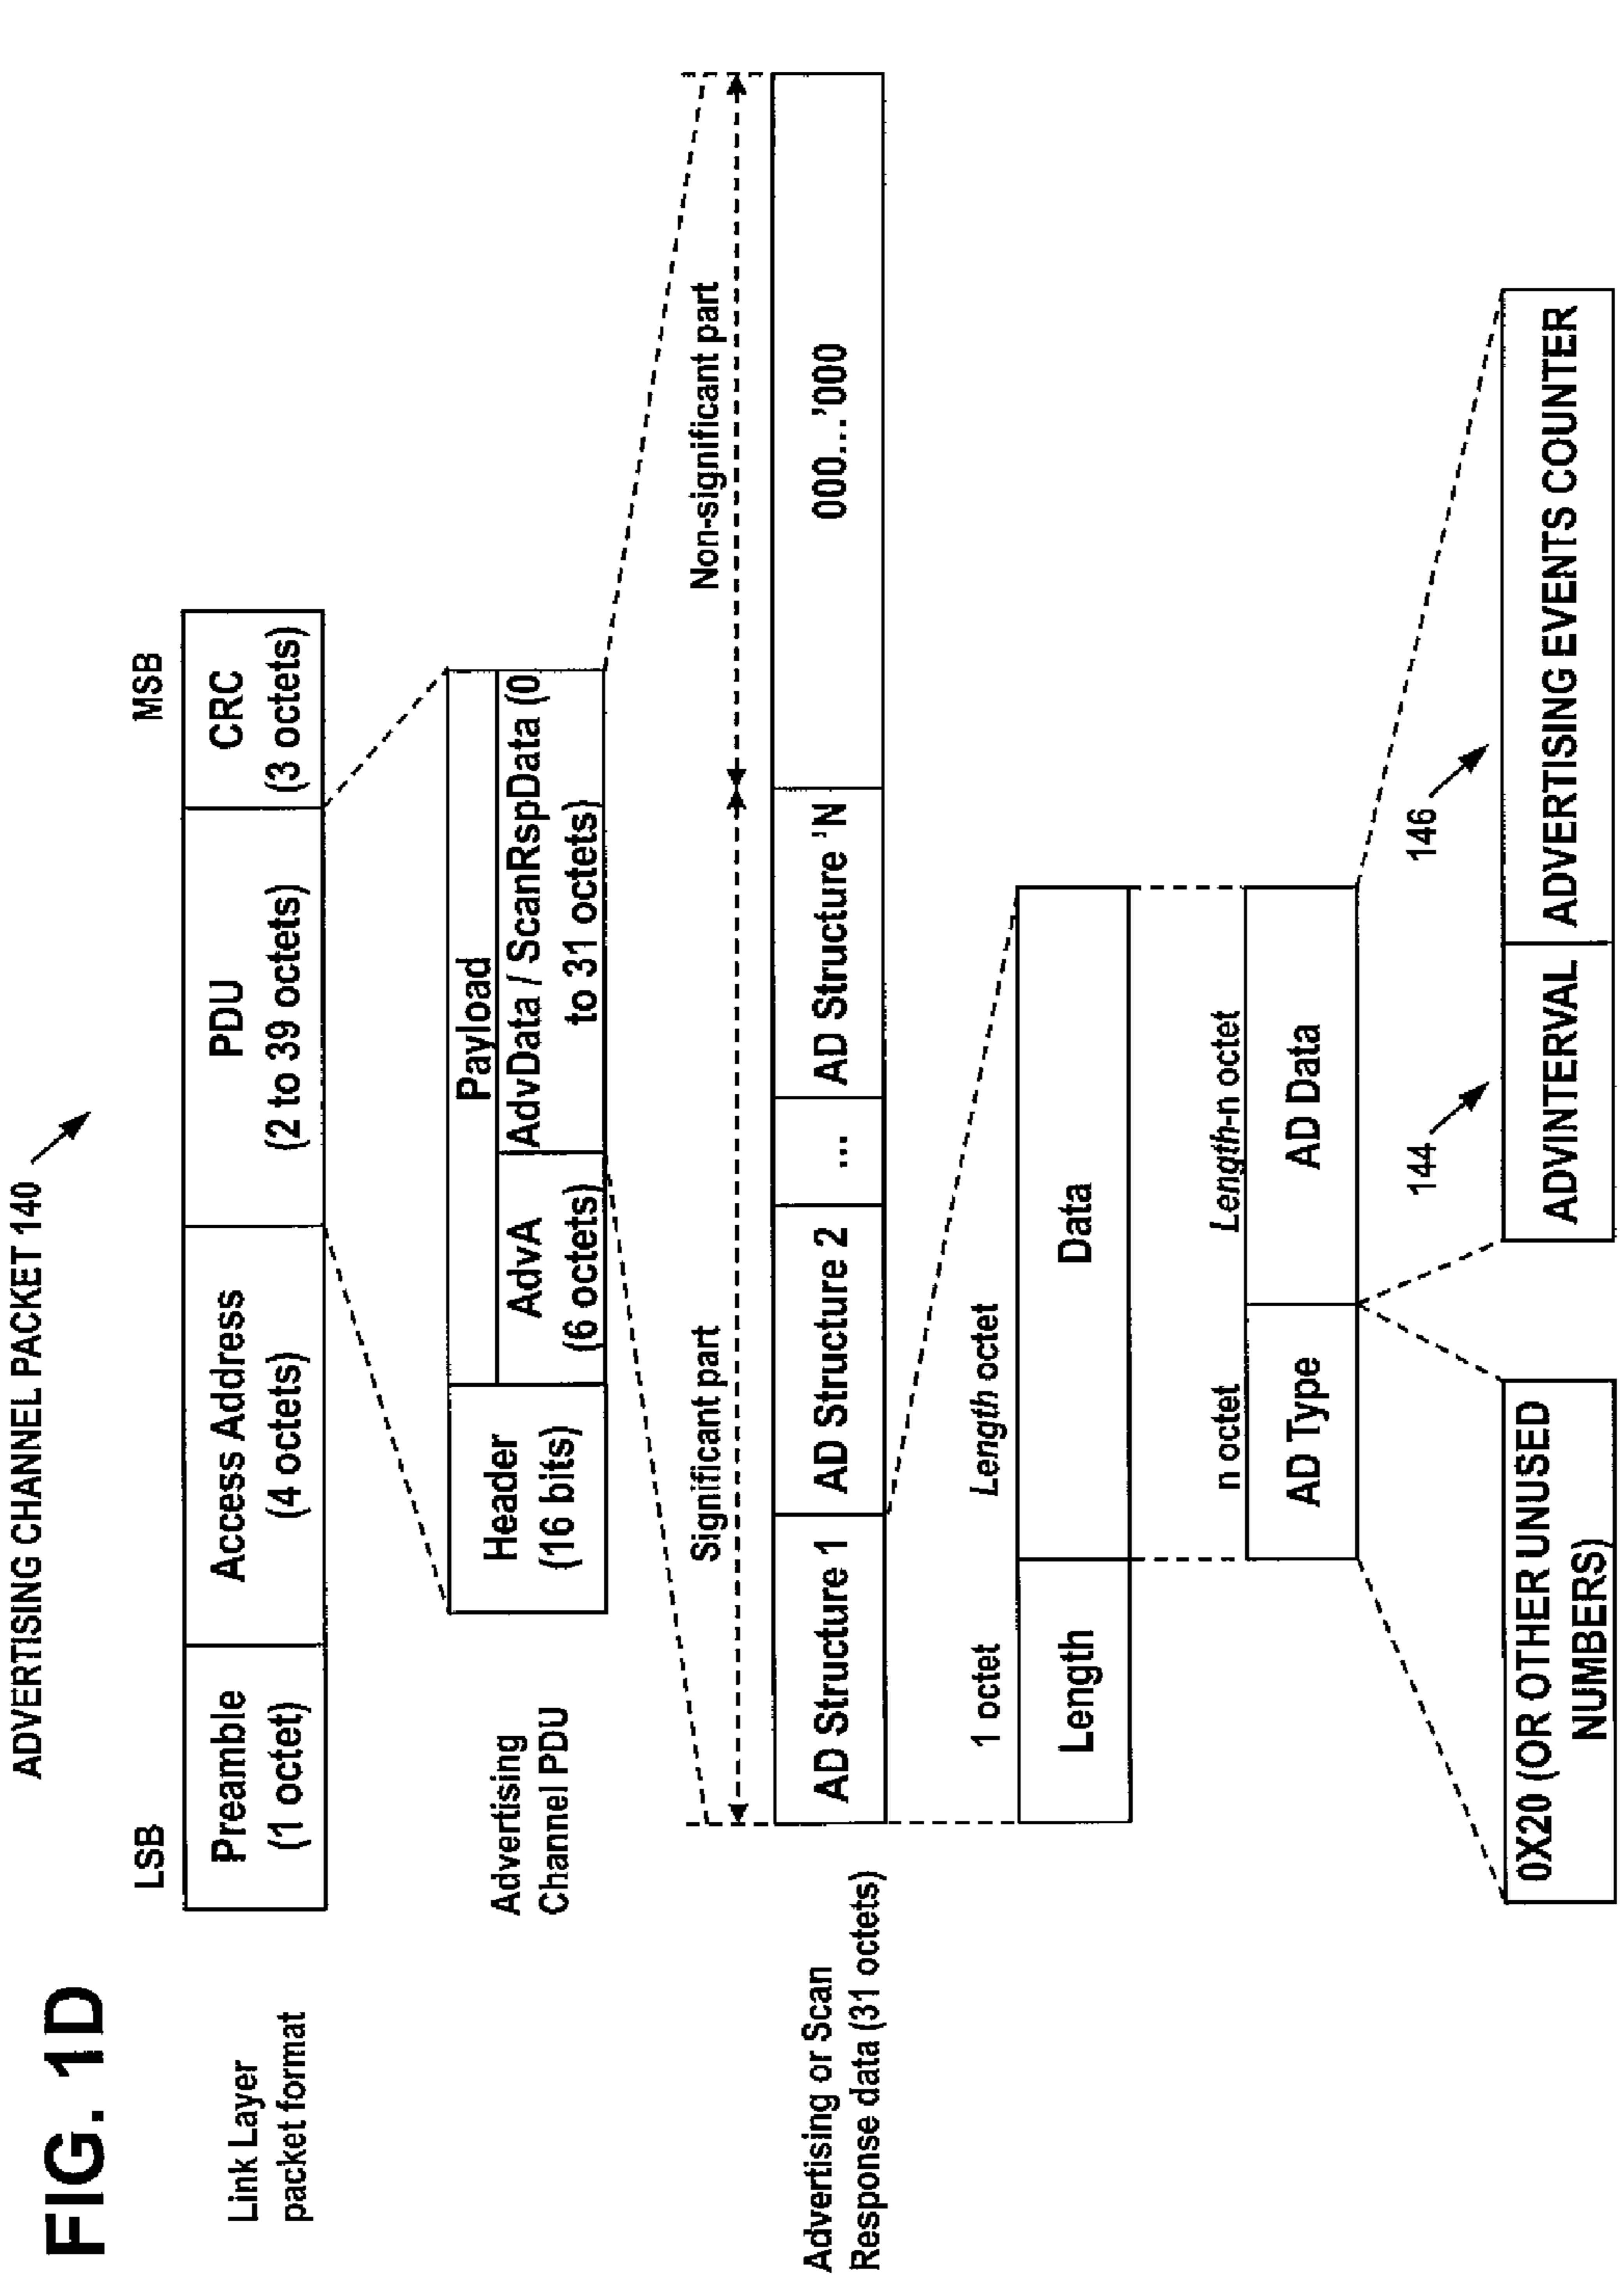 FIG. 1D
ADVERTISING CHANNEL PACKET 140
LSB
MSB
Link Layer
packet format
Preamble
(1 octet)
Access Address
(4 octets)
PDU
(2 to 39 octets)
CRC
(3 octets)
Advertising
Channel PDU
Header
(16 bits)
Payload
AdvA
(6 octets)
AdvData / ScanRspData (0
to 31 octets)
Significant part
Non-significant part
Advertising or Scan
Response data (31 octets)
AD Structure 1
AD Structure 2
...
AD Structure 'N
000...'000
1 octet
Length octet
Length
Data
n octet
Length-n octet
AD Type
AD Data
144
146
0X20 (OR OTHER UNUSED
NUMBERS)
ADVINTERVAL
ADVERTISING EVENTS COUNTER